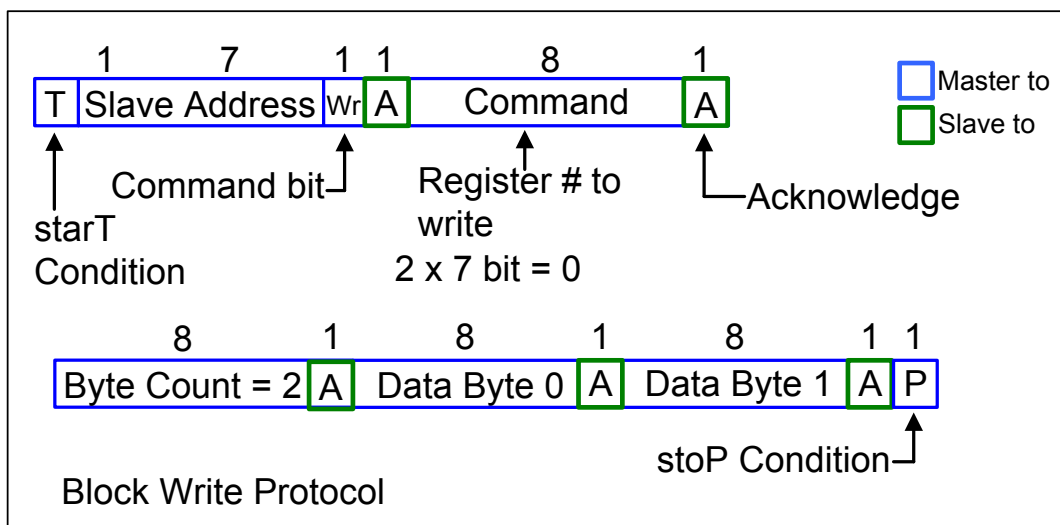 1 7 1 1 8 1
T Slave Address Wr A Command A
Master to
Slave to
Command bit
Register # to
write
2 x 7 bit = 0
Acknowledge
starT
Condition
8 1 8 1 8 1 1
Byte Count = 2 A Data Byte 0 A Data Byte 1 A P
stoP Condition
Block Write Protocol